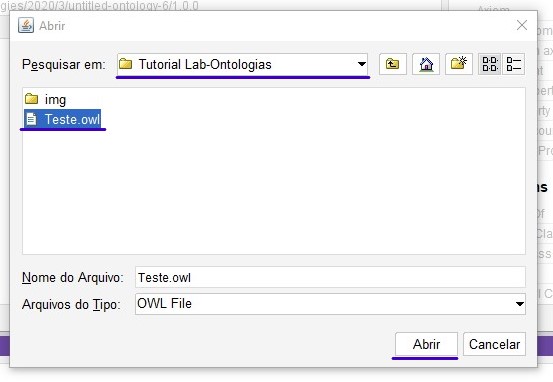 gies/2020/3/untitled-ontology-6/1.0.0
Axiom
Abrir
Pesquisar em: Tutorial Lab-Ontologias
img
Teste.owl
Nome do Arquivo: Teste.owl
Arquivos do Tipo: OWL File
Abrir Cancelar